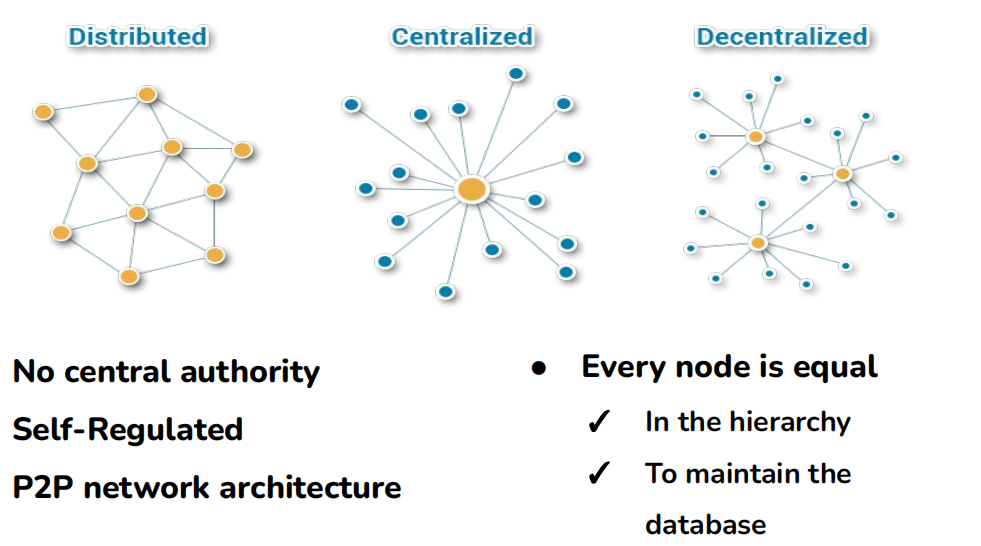 Distributed
Centralized
Decentralized
No central authority
Self-Regulated
P2P network architecture
● Every node is equal
✓ In the hierarchy
✓ To maintain the
database